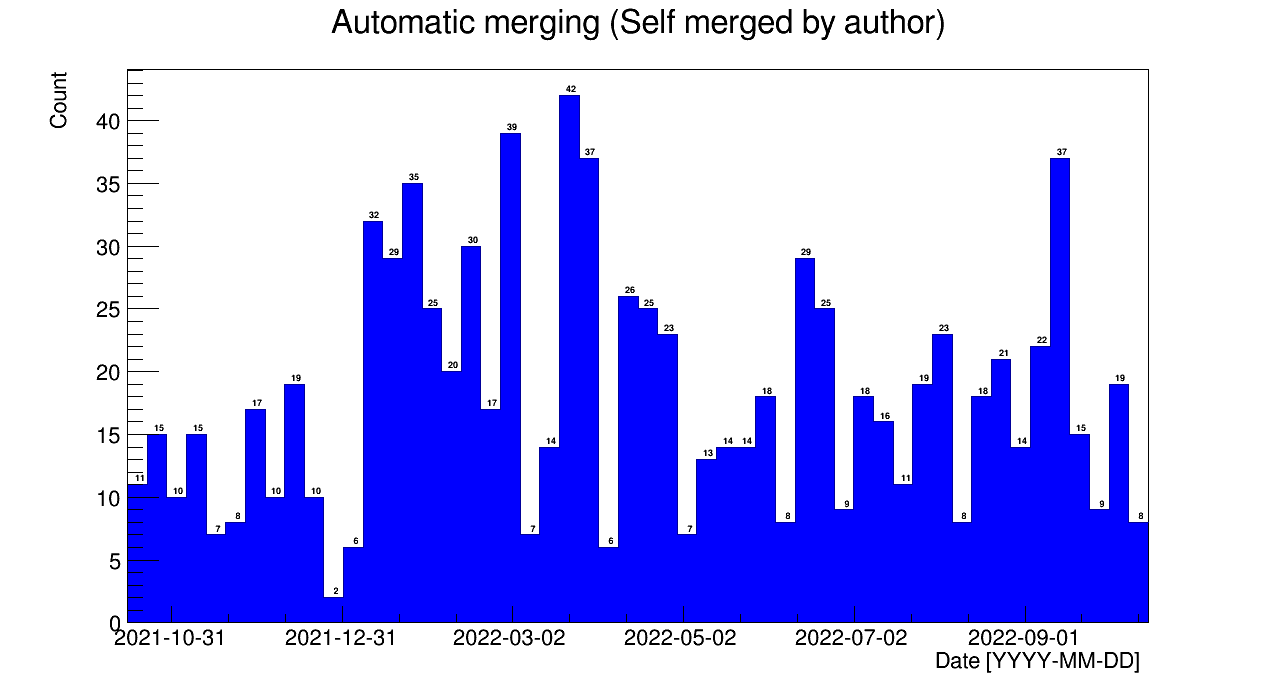 Automatic merging (Self merged by author)
Count
40
35
30
25
20
15
10
5
0
11 15 10 15 7 8 17 10 19 10 2 6 32 29 35 25 20 30 17 39 7 14 42 37 6 26 25 23 7 13 14 14 18 8 29 25 9 18 16 11 19 23 8 18 21 14 22 37 15 9 19 8
2021-10-31 2021-12-31 2022-03-02 2022-05-02 2022-07-02 2022-09-01
Date [YYYY-MM-DD]